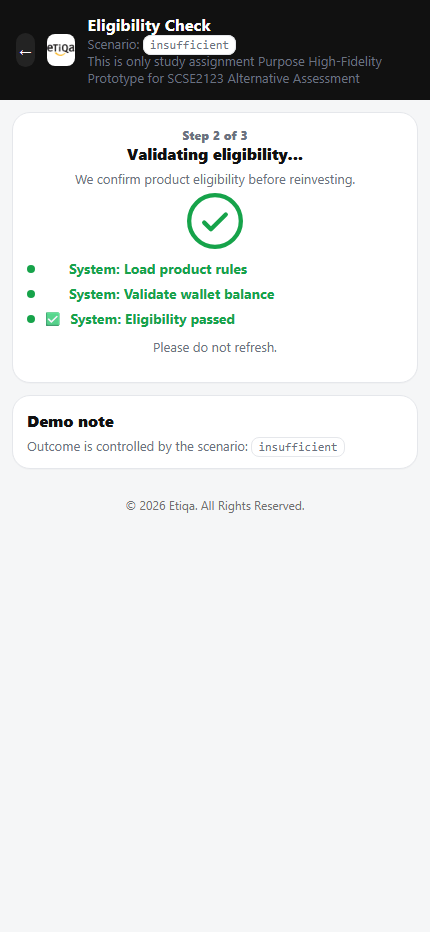 ←
etiqa
Eligibility Check
Scenario: insufficient
This is only study assignment Purpose High-Fidelity
Prototype for SCSE2123 Alternative Assessment
Step 2 of 3
Validating eligibility...
We confirm product eligibility before reinvesting.
System: Load product rules
System: Validate wallet balance
✅ System: Eligibility passed
Please do not refresh.
Demo note
Outcome is controlled by the scenario: insufficient
© 2026 Etiqa. All Rights Reserved.